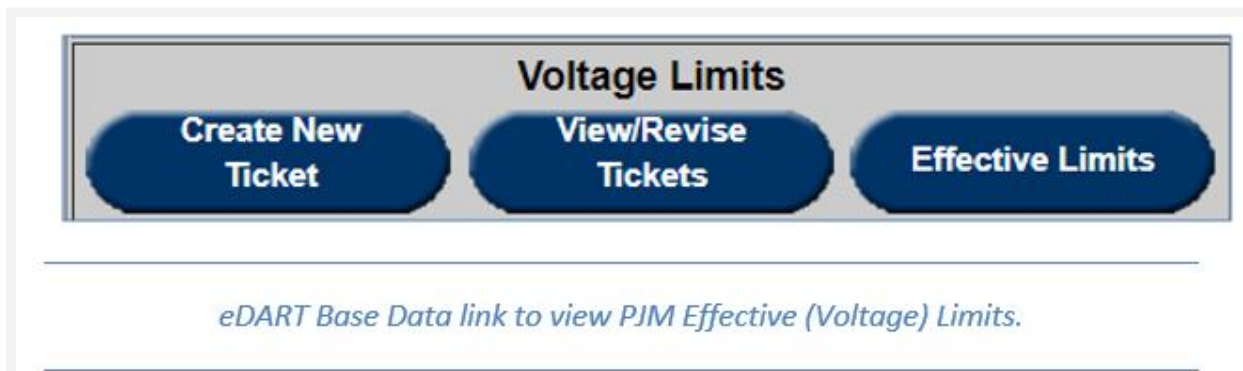 Voltage Limits
Create New
Ticket
View/Revise
Tickets
Effective Limits
eDART Base Data link to view PJM Effective (Voltage) Limits.